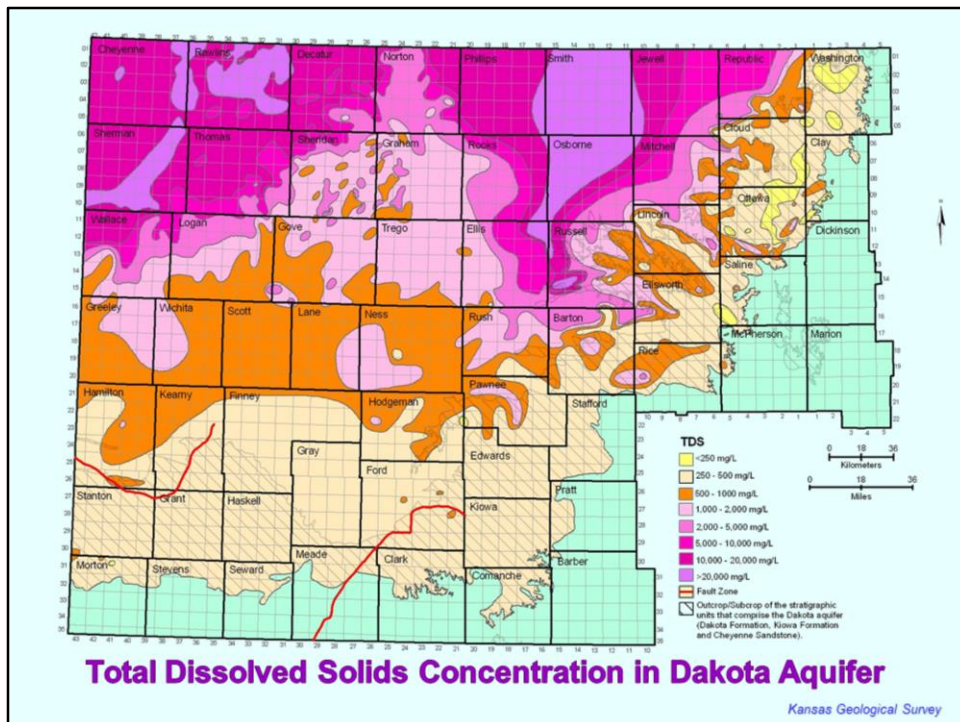 Cheyenne
Rawlins
Decatur
Norton
Phillips
Smith
Jewell
Republic
Washington
Sherman
Thomas
Sheridan
Graham
Rooks
Osborne
Mitchell
Cloud
Clay
Wallace
Logan
Gove
Trego
Ellis
Russell
Lincoln
Ottawa
Dickinson
Saline
Ellsworth
Greeley
Wichita
Scott
Lane
Ness
Rush
Barton
McPherson
Marion
Rice
Hamilton
Kearny
Finney
Hodgeman
Pawnee
Stafford
Gray
Ford
Edwards
Stanton
Grant
Haskell
Kiowa
Pratt
Morton
Stevens
Seward
Meade
Clark
Comanche
Barber
TDS
<250 mg/L
250 - 500 mg/L
500 - 1000 mg/L
1,000 - 2,000 mg/L
2,000 - 5,000 mg/L
5,000 - 10,000 mg/L
10,000 - 20,000 mg/L
>20,000 mg/L
Fault Zone
Outcrop/Subcrop of the stratigraphic
units that comprise the Dakota aquifer
(Dakota Formation, Kiowa Formation
and Cheyenne Sandstone).
0 18 36
Kilometers
0 18 36
Miles
Total Dissolved Solids Concentration in Dakota Aquifer
Kansas Geological Survey